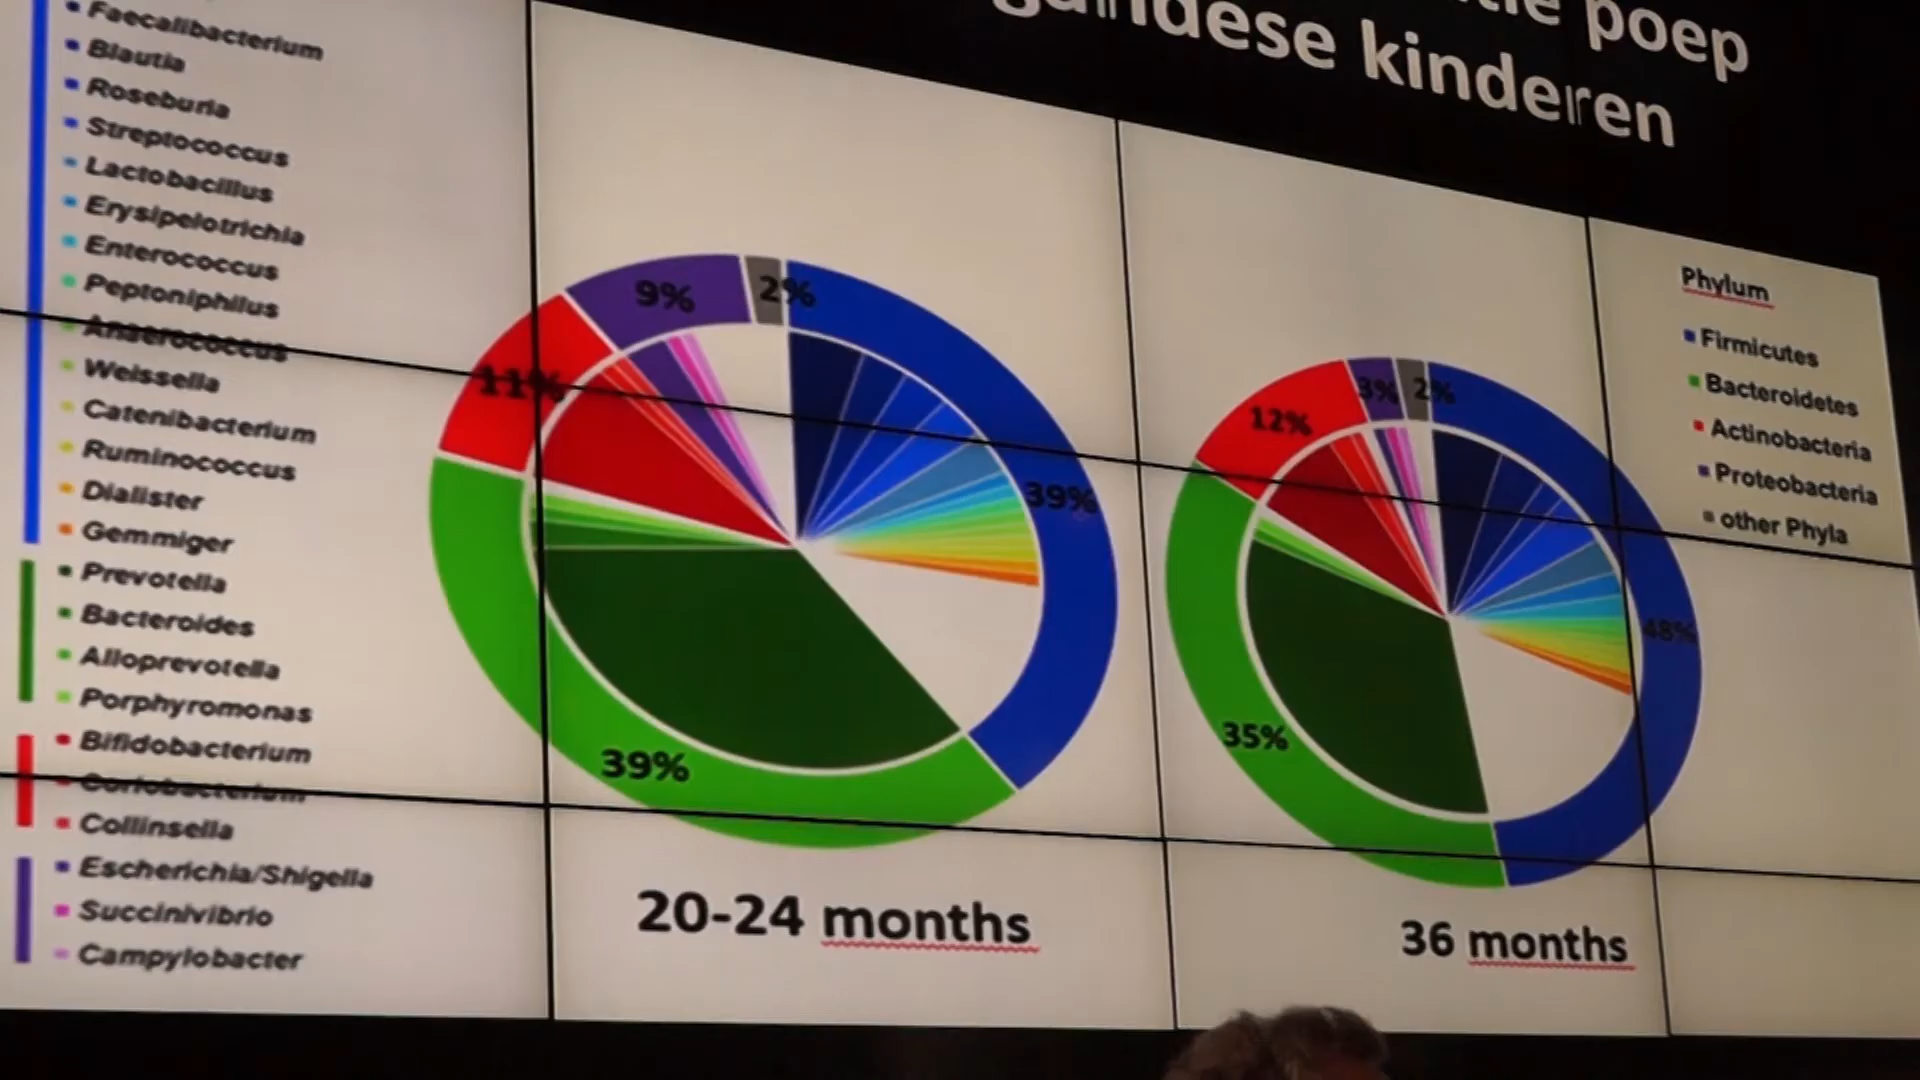 poep
kinderen
Faecalibacterium
Blautia
Roseburia
Streptococcus
Lactobacillus
Erysipelotrichia
Enterococcus
Peptoniphilus
Anaerococcus
Weissella
Catenibacterium
Ruminococcus
Dialister
Gemmiger
Prevotella
Bacteroides
Alloprevotella
Porphyromonas
Bifidobacterium
Coriobacterium
Collinsella
Escherichia/Shigella
Succinivibrio
Campylobacter
9%
2%
11%
39%
39%
20-24 months
3%
2%
12%
48%
35%
36 months
Phylum
Firmicutes
Bacteroidetes
Actinobacteria
Proteobacteria
other Phyla